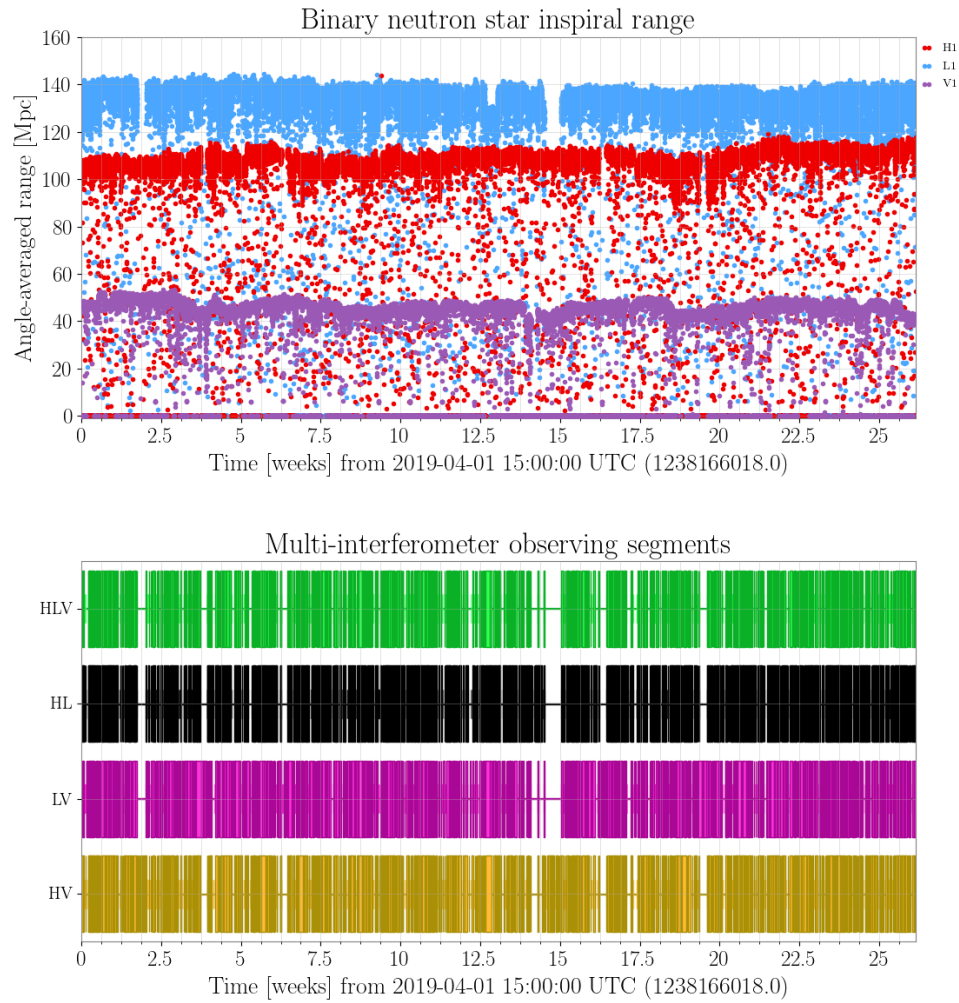 Binary neutron star inspiral range
160
140
120
100
80
60
40
20
0
Angle-averaged range [Mpc]
H1
L1
V1
0 2.5 5 7.5 10 12.5 15 17.5 20 22.5 25
Time [weeks] from 2019-04-01 15:00:00 UTC (1238166018.0)
Multi-interferometer observing segments
HLV
HL
LV
HV
0 2.5 5 7.5 10 12.5 15 17.5 20 22.5 25
Time [weeks] from 2019-04-01 15:00:00 UTC (1238166018.0)